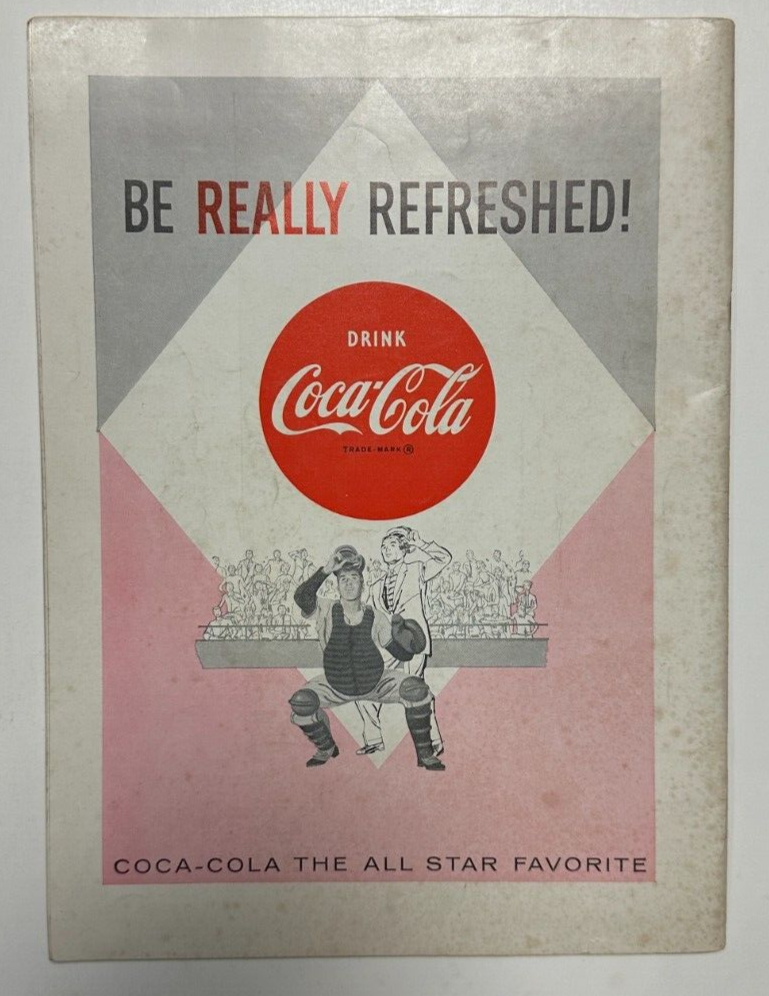 BE REALLY REFRESHED!
DRINK
Coca-Cola
TRADE-MARK ®
COCA-COLA THE ALL STAR FAVORITE